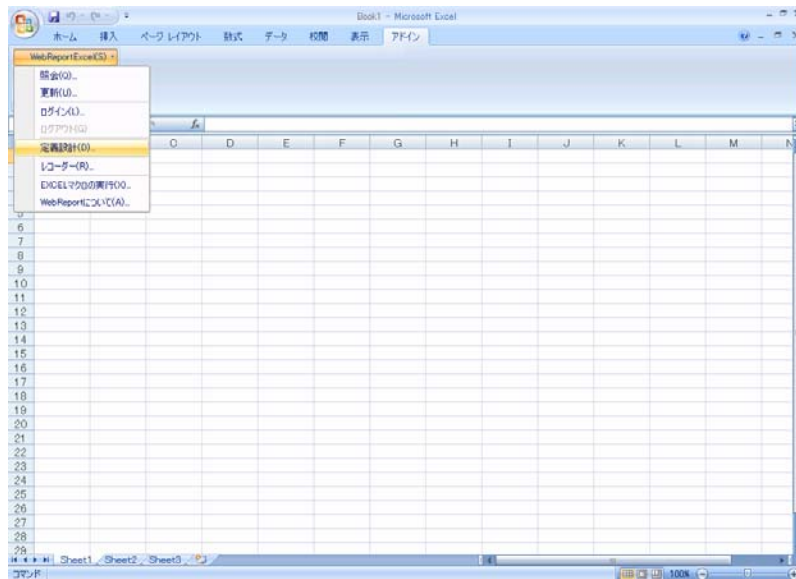 Book1 - Microsoft Excel
ホーム 挿入 ページ レイアウト 数式 データ 校閲 表示 アドイン
WebReportExcel(S)
照会(Q)...
更新(U)...
ログイン(L)...
ログアウト(G)
定義設計(D)...
レコーダー(R)...
EXCELマクロの実行(X)...
WebReportについて(A)...
fx
C D E F G H I J K L M N
5
6
7
8
9
10
11
12
13
14
15
16
17
18
19
20
21
22
23
24
25
26
27
28
29
Sheet1 Sheet2 Sheet3
コマンド 100%